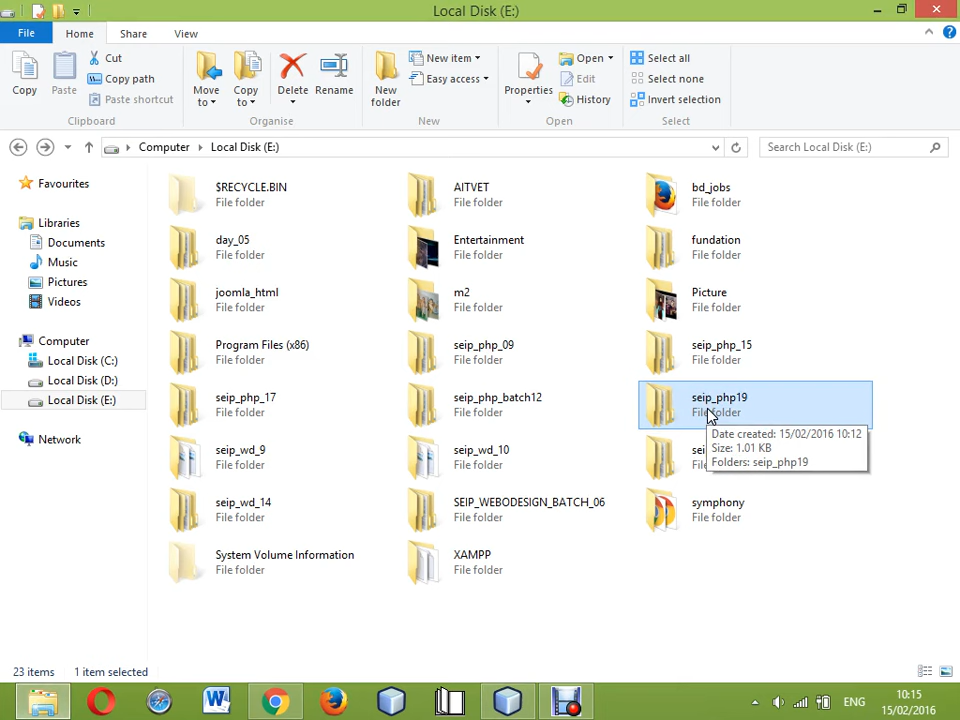 Local Disk (E:)
File
Home
Share
View
Copy
Paste
Cut
Copy path
Paste shortcut
Clipboard
Move to
Copy to
Delete
Rename
Organise
New folder
New item
Easy access
New
Properties
Open
Edit
History
Open
Select all
Select none
Invert selection
Select
Computer
Local Disk (E:)
Search Local Disk (E:)
Favourites
Libraries
Documents
Music
Pictures
Videos
Computer
Local Disk (C:)
Local Disk (D:)
Local Disk (E:)
Network
$RECYCLE.BIN
File folder
AITVET
File folder
bd_jobs
File folder
day_05
File folder
Entertainment
File folder
fundation
File folder
joomla_html
File folder
m2
File folder
Picture
File folder
Program Files (x86)
File folder
seip_php_09
File folder
seip_php_15
File folder
seip_php_17
File folder
seip_php_batch12
File folder
seip_php19
File folder
Date created: 15/02/2016 10:12
Size: 1.01 KB
Folders: seip_php19
seip_wd_9
File folder
seip_wd_10
File folder
seip_wd_14
File folder
SEIP_WEBODESIGN_BATCH_06
File folder
symphony
File folder
System Volume Information
File folder
XAMPP
File folder
23 items
1 item selected
ENG
10:15
15/02/2016